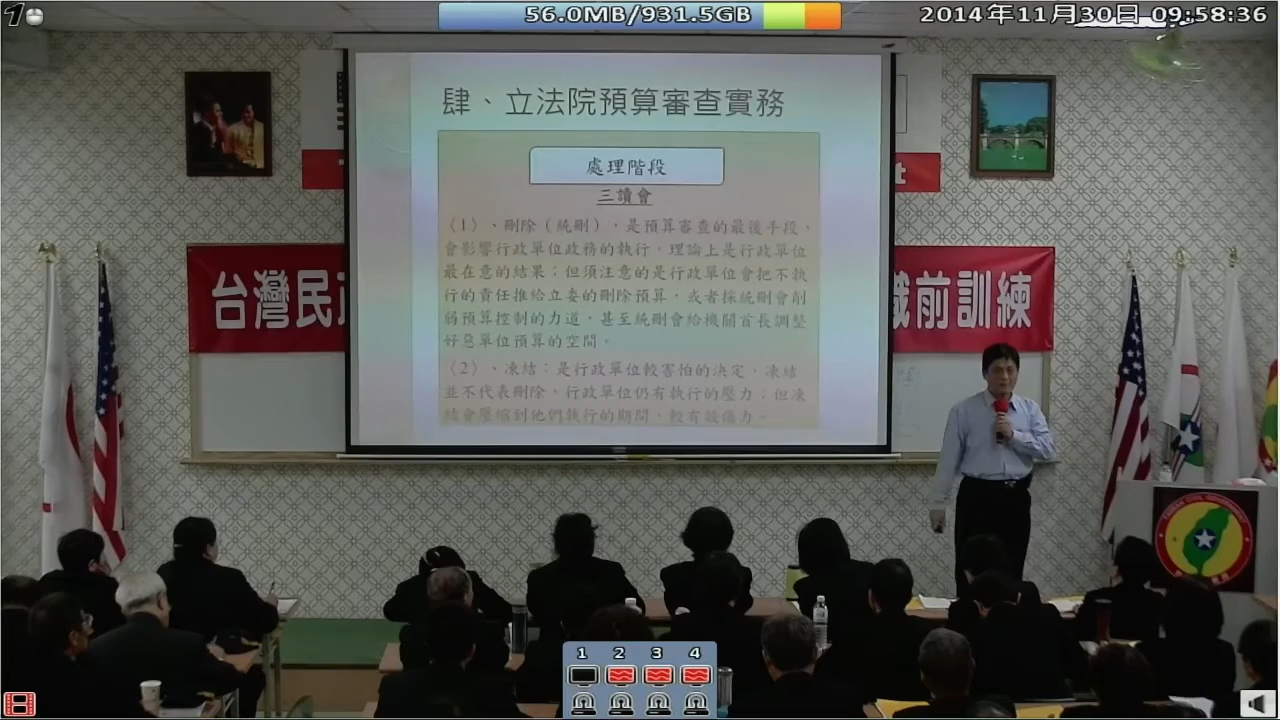 1
56.0MB/931.5GB
2014年11月30日 09:58:36
肆、立法院預算審查實務
處理階段
三讀會
(1)、刪除(統刪),是預算審查的最後手段,
會影響行政單位政務的執行,理論上是行政單位
最在意的結果;但須注意的是行政單位會把不執
行的責任推給立委的刪除預算,或者採統刪會削
弱預算控制的力道,甚至統刪會給機關首長調整
好惡單位預算的空間。
(2)、凍結:是行政單位較害怕的決定,凍結
並不代表刪除,行政單位仍有執行的壓力;但凍
結會壓縮到他們執行的期間,較有殺傷力。
t
台灣民
職前訓練
TAIWAN CIVIL GOVERNMENT
1 2 3 4